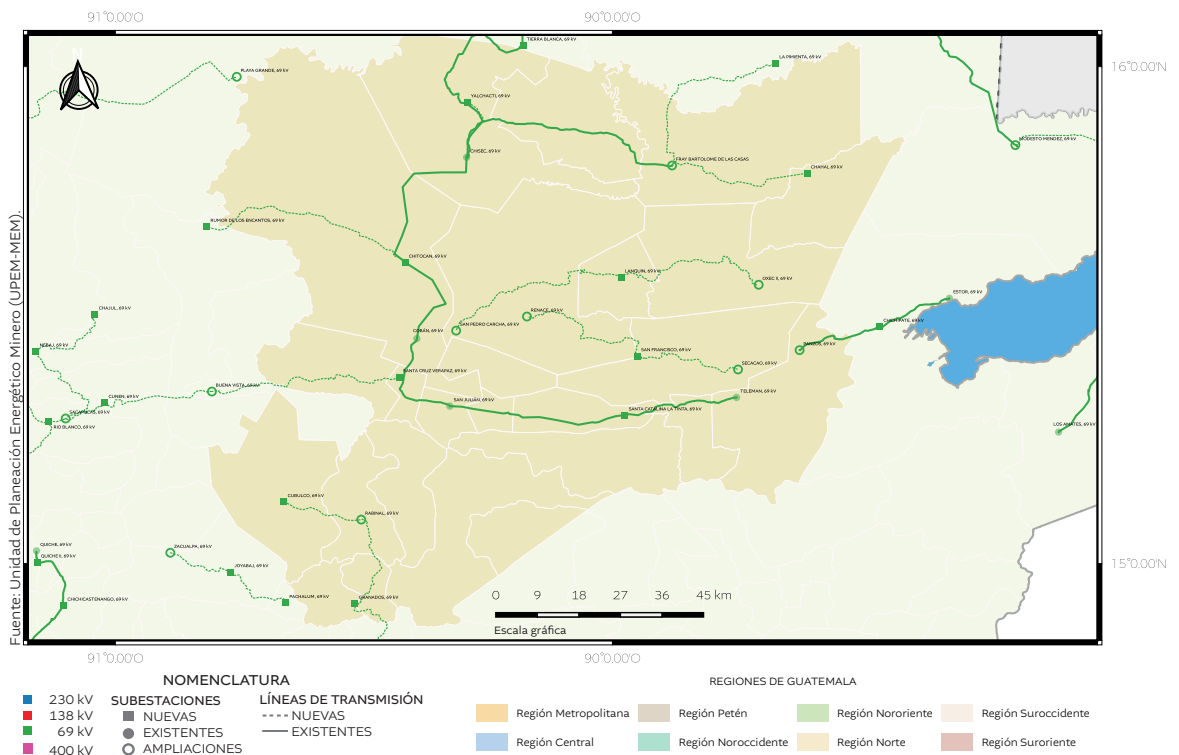 91°0.00'O
90°0.00'O
16°0.00'N
15°0.00'N
N
TIERRA BLANCA, 69 kV
PLAYA GRANDE, 69 kV
LA PIMIENTA, 69 kV
YALCHACTI, 69 kV
MODESTO MENDEZ, 69 kV
CHISEC, 69 kV
FRAY BARTOLOME DE LAS CASAS
CHAHAL 69 kV
RUMOR DE LOS ENCANTOS, 69 kV
CHITOCAN, 69 kV
LANQUIN, 69 kV
OXEC II, 69 kV
ESTOR, 69 kV
CHAJUL, 69 kV
RENACE, 69 kV
SAN PEDRO CARCHA, 69 kV
CHICHIPATE, 69 kV
COBÁN, 69 kV
NEBAJ, 69 kV
SAN FRANCISCO, 69 kV
PANZOS, 69 kV
SECACAO, 69 kV
SANTA CRUZ VERAPAZ, 69 kV
BUENA VISTA, 69 kV
TELEMAN, 69 kV
CUNEN, 69 kV
SAN JULIÁN, 69 kV
SACAPULAS, 69 kV
SANTA CATALINA LA TINTA, 69 kV
RIO BLANCO, 69 kV
LOS AMATES, 69 kV
CUBULCO, 69 kV
RABINAL, 69 kV
QUICHE, 69 kV
ZACUALPA, 69 kV
QUICHE II, 69 kV
JOYABAJ, 69 kV
CHICHICASTENANGO, 69 kV
PACHALUM, 69 kV
GRANADOS, 69 kV
0 9 18 27 36 45 km
Escala gráfica
91°0.00'O
90°0.00'O
Fuente: Unidad de Planeación Energético Minero (UPEM-MEM).
NOMENCLATURA
230 kV
138 kV
69 kV
400 kV
SUBESTACIONES
NUEVAS
EXISTENTES
AMPLIACIONES
LÍNEAS DE TRANSMISIÓN
NUEVAS
EXISTENTES
REGIONES DE GUATEMALA
Región Metropolitana
Región Petén
Región Nororiente
Región Suroccidente
Región Central
Región Noroccidente
Región Norte
Región Suroriente